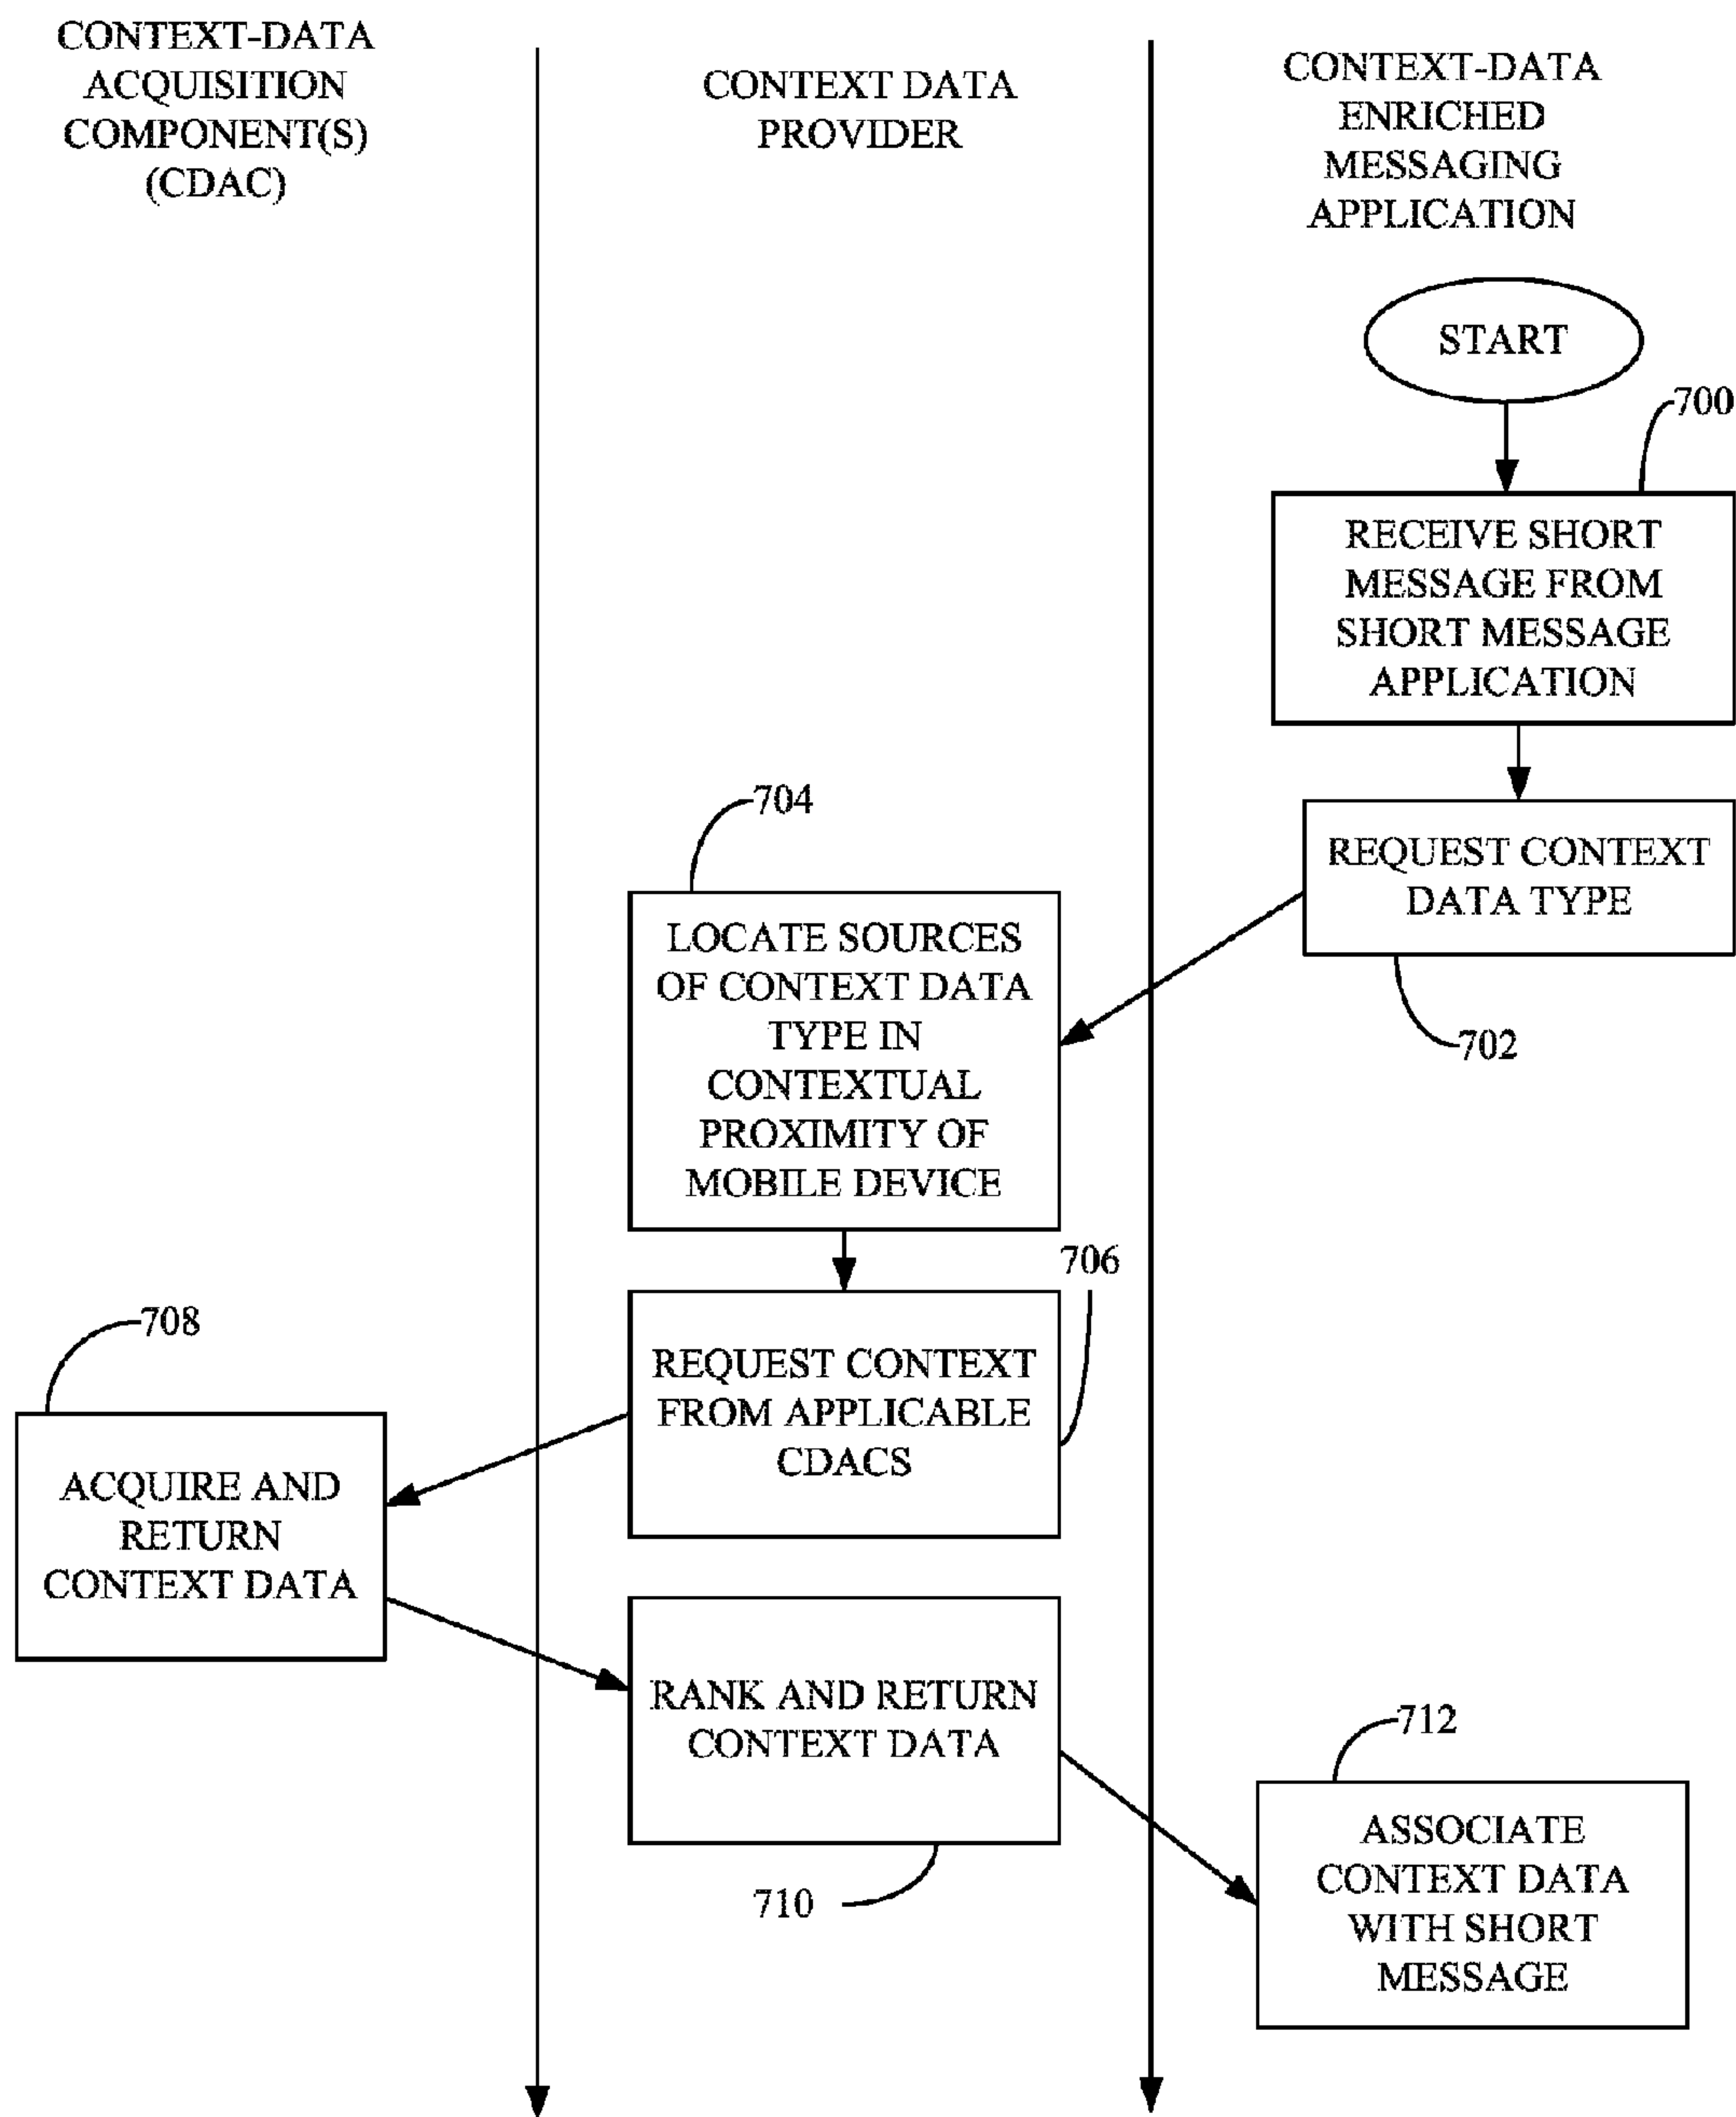 CONTEXT-DATA
ACQUISITION
COMPONENT(S)
(CDAC)
CONTEXT DATA
PROVIDER
CONTEXT-DATA
ENRICHED
MESSAGING
APPLICATION
START
700
RECEIVE SHORT
MESSAGE FROM
SHORT MESSAGE
APPLICATION
REQUEST CONTEXT
DATA TYPE
702
704
LOCATE SOURCES
OF CONTEXT DATA
TYPE IN
CONTEXTUAL
PROXIMITY OF
MOBILE DEVICE
706
REQUEST CONTEXT
FROM APPLICABLE
CDACS
708
ACQUIRE AND
RETURN
CONTEXT DATA
RANK AND RETURN
CONTEXT DATA
710
712
ASSOCIATE
CONTEXT DATA
WITH SHORT
MESSAGE